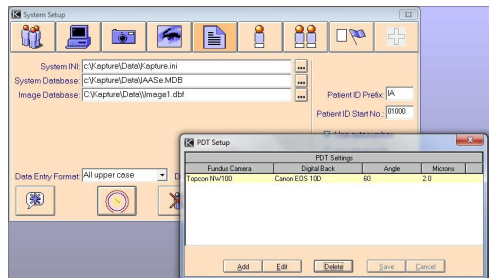 System Setup
System INI: c:\Kapture\Data\Kapture.ini
System Database: c:\Kapture\Data\IAASe.MDB
Image Database: C:\Kapture\Data\\Image1.dbf
Patient ID Prefix: IA
Patient ID Start No.: 01000
PDT Setup
PDT Settings
Fundus Camera Digital Back Angle Microns
Topcon NW100 Canon EOS 10D 60 2.0
Data Entry Format: All upper case D
Add Edit Delete Save Cancel